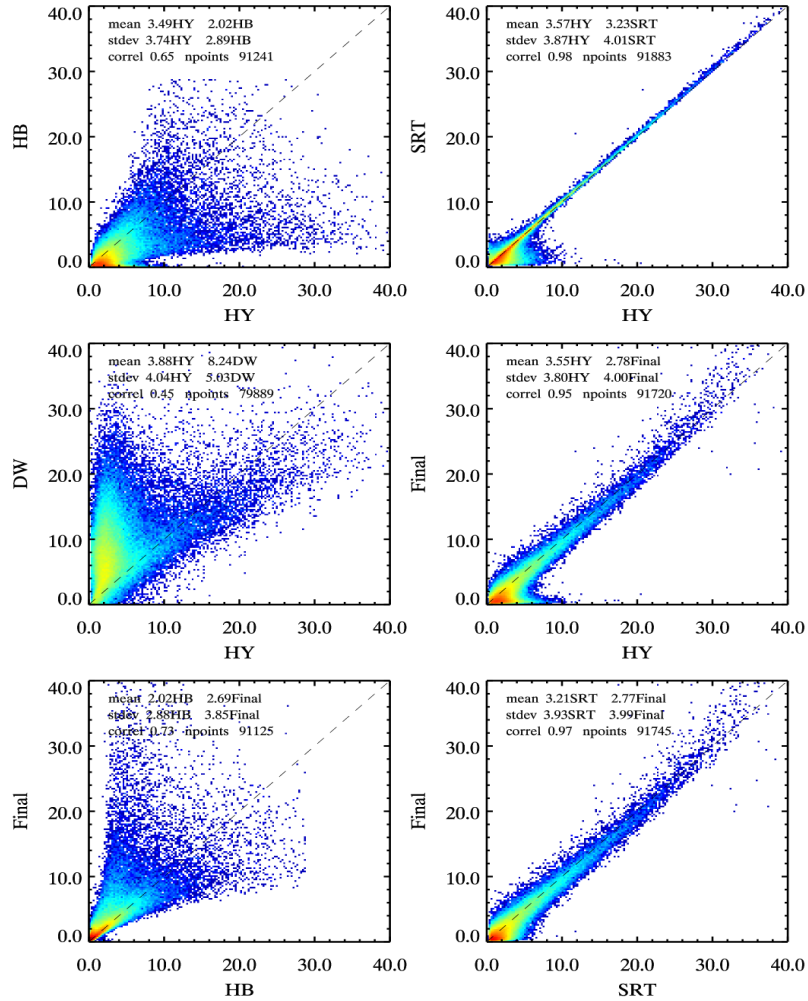 mean 3.49HY 2.02HB
stdev 3.74HY 2.89HB
correl 0.65 npoints 91241
40.0
30.0
20.0
10.0
0.0
HB
0.0 10.0 20.0 30.0 40.0
HY
mean 3.57HY 3.23SRT
stdev 3.87HY 4.01SRT
correl 0.98 npoints 91883
40.0
30.0
20.0
10.0
0.0
SRT
0.0 10.0 20.0 30.0 40.0
HY
mean 3.88HY 8.24DW
stdev 4.04HY 5.03DW
correl 0.45 npoints 79889
40.0
30.0
20.0
10.0
0.0
DW
0.0 10.0 20.0 30.0 40.0
HY
mean 3.55HY 2.78Final
stdev 3.80HY 4.00Final
correl 0.95 npoints 91720
40.0
30.0
20.0
10.0
0.0
Final
0.0 10.0 20.0 30.0 40.0
HY
mean 2.02HB 2.69Final
stdev 2.88HB 3.85Final
correl 0.73 npoints 91125
40.0
30.0
20.0
10.0
0.0
Final
0.0 10.0 20.0 30.0 40.0
HB
mean 3.21SRT 2.77Final
stdev 3.93SRT 3.99Final
correl 0.97 npoints 91745
40.0
30.0
20.0
10.0
0.0
Final
0.0 10.0 20.0 30.0 40.0
SRT